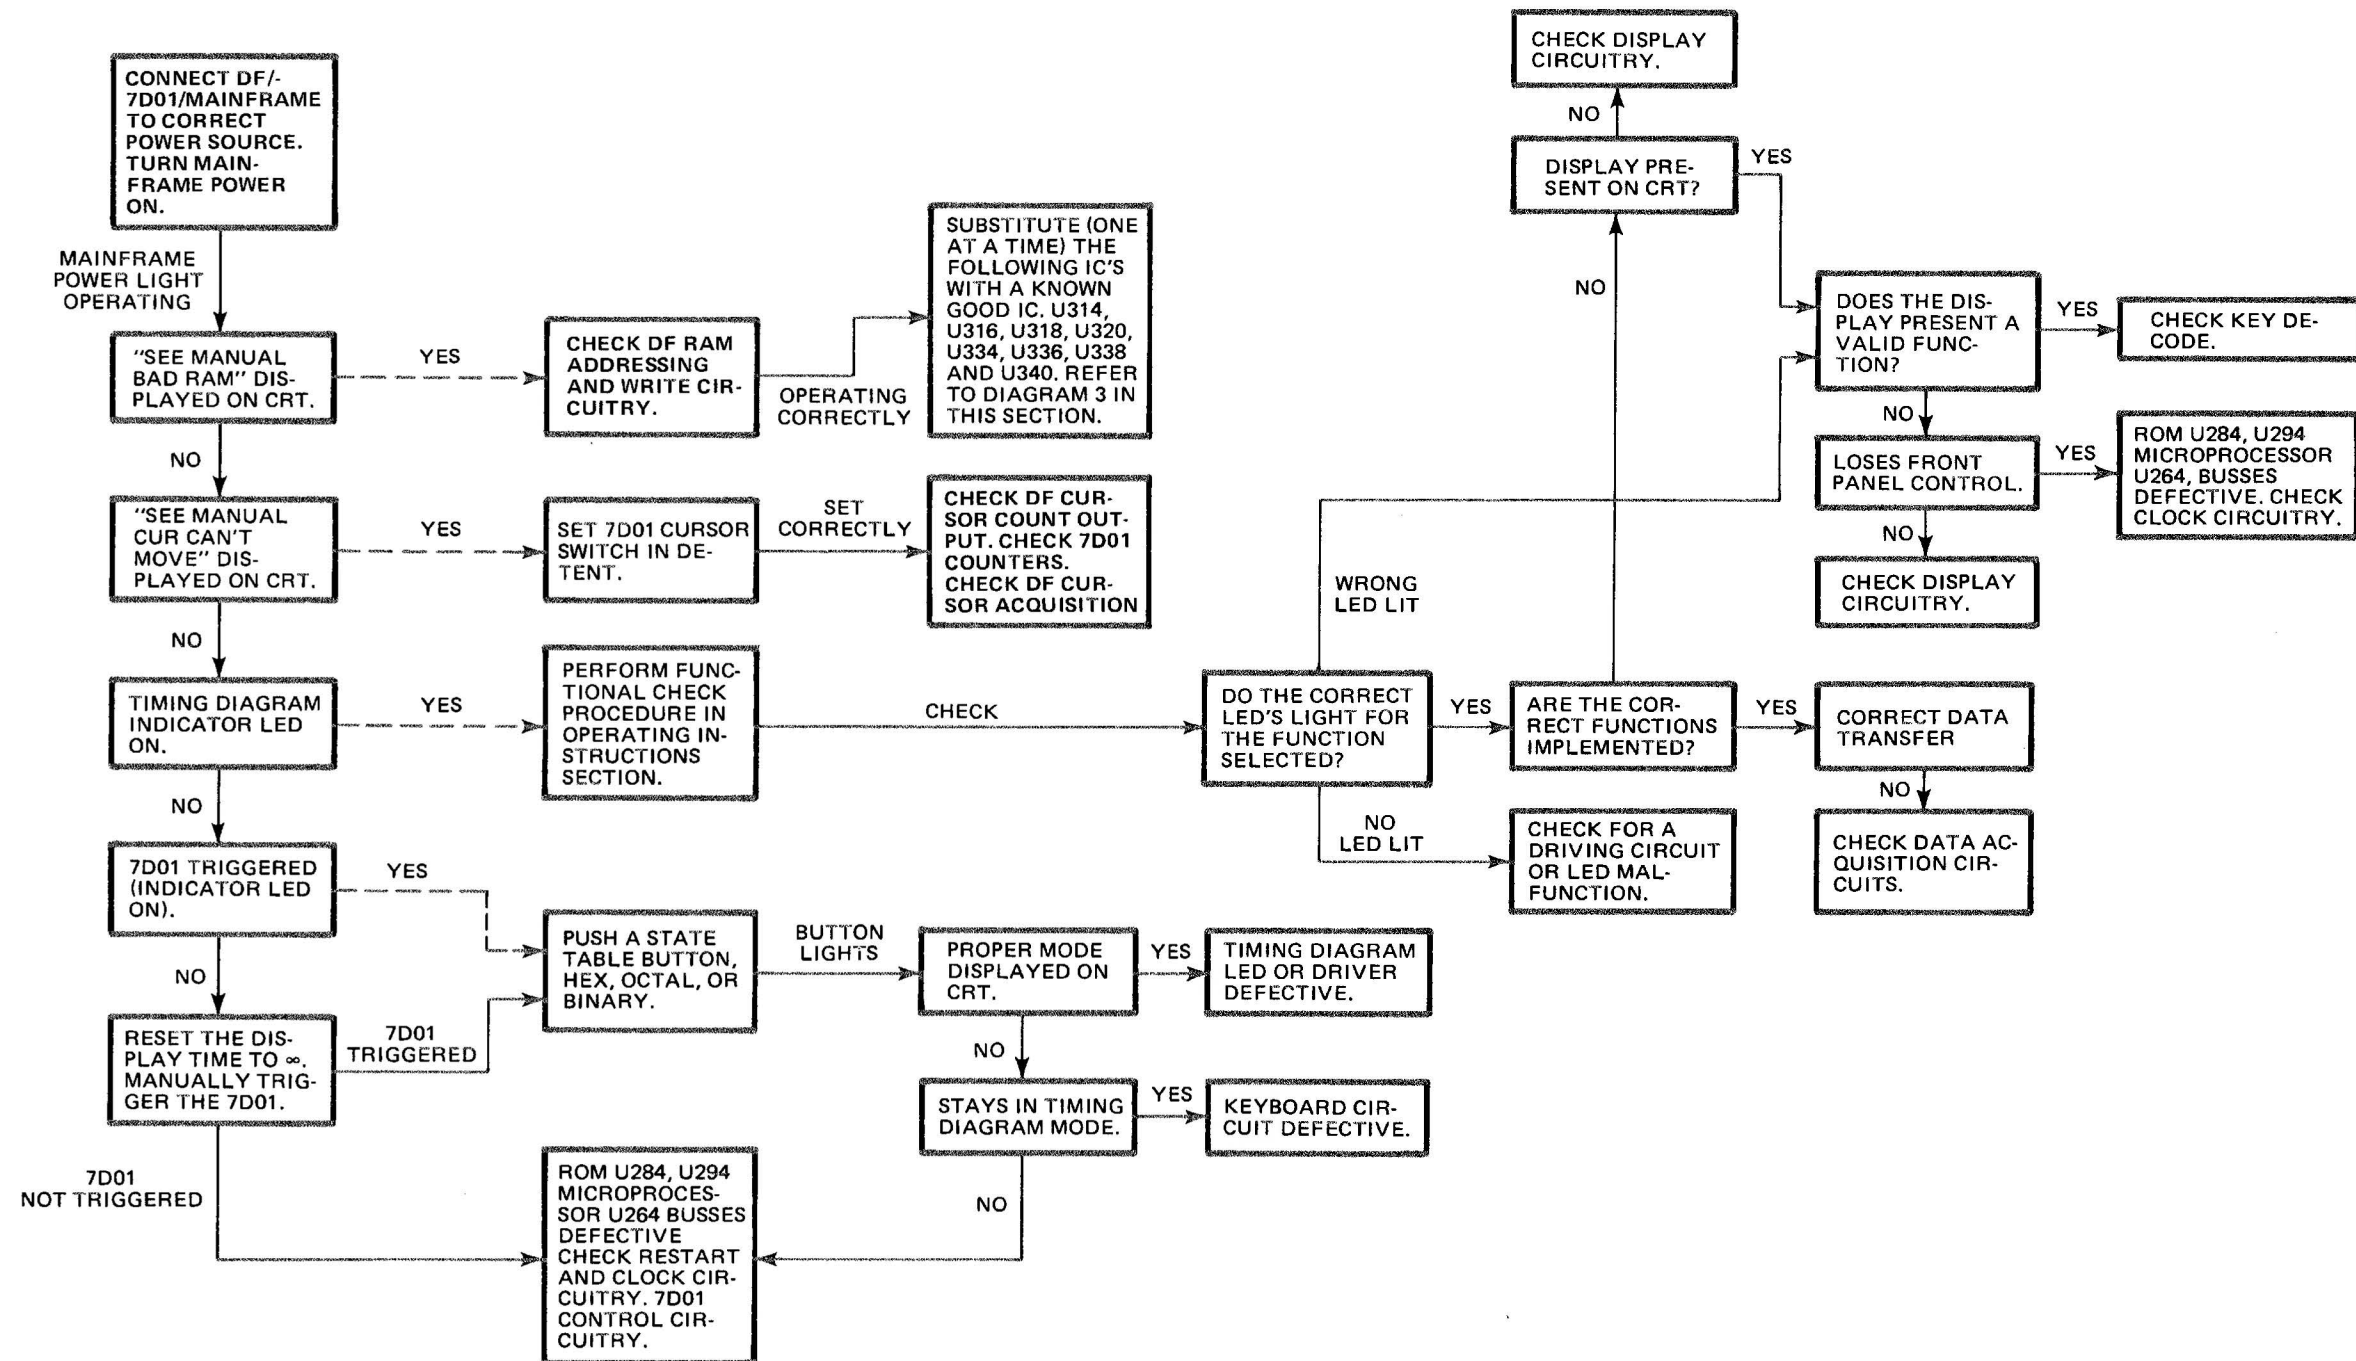 CONNECT DF/-
7D01/MAINFRAME
TO CORRECT
POWER SOURCE.
TURN MAIN-
FRAME POWER
ON.
MAINFRAME
POWER LIGHT
OPERATING
"SEE MANUAL
BAD RAM" DIS-
PLAYED ON CRT.
YES
CHECK DF RAM
ADDRESSING
AND WRITE CIR-
CUITRY.
OPERATING
CORRECTLY
SUBSTITUTE (ONE
AT A TIME) THE
FOLLOWING IC'S
WITH A KNOWN
GOOD IC. U314,
U316, U318, U320,
U334, U336, U338
AND U340. REFER
TO DIAGRAM 3 IN
THIS SECTION.
NO
"SEE MANUAL
CUR CAN'T
MOVE" DIS-
PLAYED ON CRT.
YES
SET 7D01 CURSOR
SWITCH IN DE-
TENT.
SET
CORRECTLY
CHECK DF CUR-
SOR COUNT OUT-
PUT. CHECK 7D01
COUNTERS.
CHECK DF CUR-
SOR ACQUISITION
NO
TIMING DIAGRAM
INDICATOR LED
ON.
YES
PERFORM FUNC-
TIONAL CHECK
PROCEDURE IN
OPERATING IN-
STRUCTIONS
SECTION.
CHECK
DO THE CORRECT
LED'S LIGHT FOR
THE FUNCTION
SELECTED?
YES
ARE THE COR-
RECT FUNCTIONS
IMPLEMENTED?
YES
CORRECT DATA
TRANSFER
NO
CHECK DATA AC-
QUISITION CIR-
CUITS.
NO
LED LIT
CHECK FOR A
DRIVING CIRCUIT
OR LED MAL-
FUNCTION.
WRONG
LED LIT
NO
DISPLAY PRE-
SENT ON CRT?
NO
CHECK DISPLAY
CIRCUITRY.
YES
DOES THE DIS-
PLAY PRESENT A
VALID FUNC-
TION?
YES
CHECK KEY DE-
CODE.
NO
LOSES FRONT
PANEL CONTROL.
YES
ROM U284, U294
MICROPROCESSOR
U264, BUSSES
DEFECTIVE. CHECK
CLOCK CIRCUITRY.
NO
CHECK DISPLAY
CIRCUITRY.
NO
7D01 TRIGGERED
(INDICATOR LED
ON).
YES
PUSH A STATE
TABLE BUTTON,
HEX, OCTAL, OR
BINARY.
BUTTON
LIGHTS
PROPER MODE
DISPLAYED ON
CRT.
YES
TIMING DIAGRAM
LED OR DRIVER
DEFECTIVE.
NO
STAYS IN TIMING
DIAGRAM MODE.
YES
KEYBOARD CIR-
CUIT DEFECTIVE.
NO
NO
RESET THE DIS-
PLAY TIME TO ∞.
MANUALLY TRIG-
GER THE 7D01.
7D01
TRIGGERED
7D01
NOT TRIGGERED
ROM U284, U294
MICROPROCES-
SOR U264 BUSSES
DEFECTIVE
CHECK RESTART
AND CLOCK CIR-
CUITRY. 7D01
CONTROL CIR-
CUITRY.